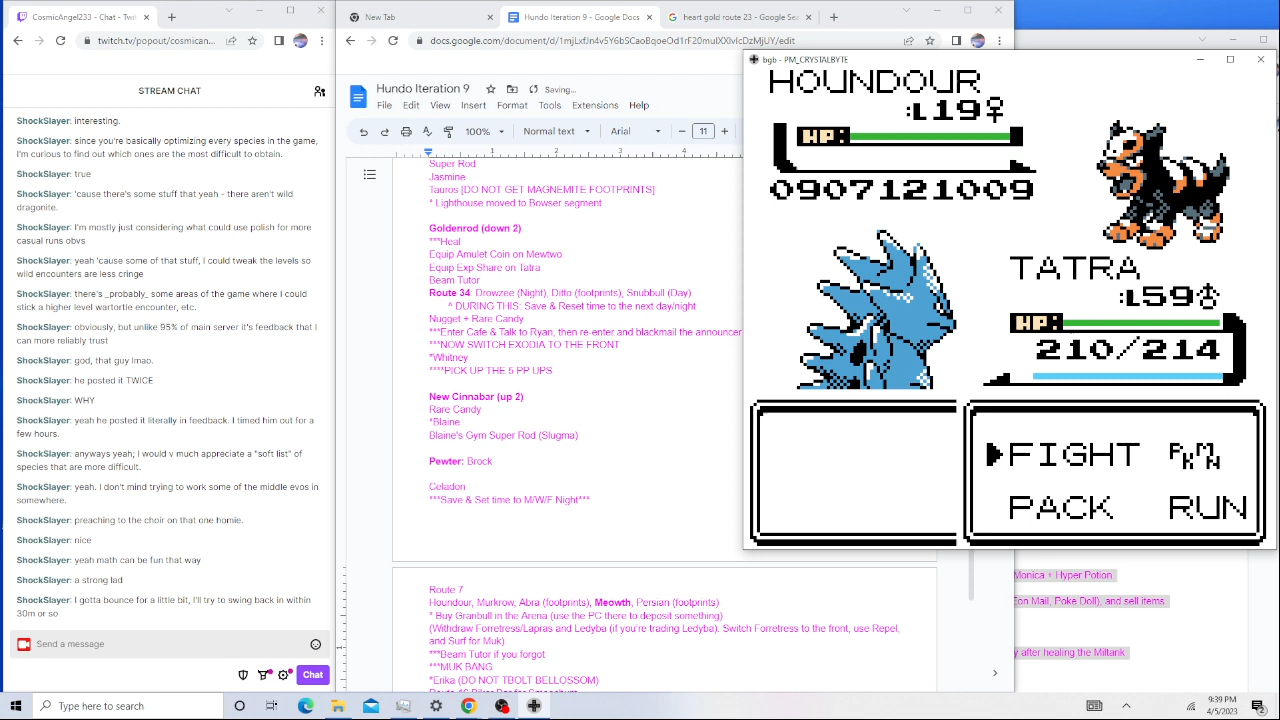 CosmicAngel233 - Chat - Twit
New Tab
Hundo Iteration 9 - Google Docs
heart gold route 23 - Google Sea
twitch.tv/popout/cosmican...
docs.google.com/document/d/1mjLxfJn4v5Y6bSCaoBqoeOd1rF20mulXXlvIcDzMjUY/edit
bgb - PM_CRYSTALBYTE
STREAM CHAT
ShockSlayer: interesting.
ShockSlayer: since you're basically optimizing every species in the game,
I'm curious to find out which ones are the most difficult to obtain.
ShockSlayer: true
ShockSlayer: 'cause there's some stuff that yeah - there aren't wild
dragonite.
ShockSlayer: I'm mostly just considering what could use polish for more
casual runs obvs
ShockSlayer: yeah 'cause some of that stuff, I could tweak the levels so
wild encounters are less cringe
ShockSlayer: there's _probably_ some areas of the game where I could
stick a higher level wartortle encounter, etc.
ShockSlayer: obviously, but unlike 95% of main server it's feedback that I
can more reliably trust
ShockSlayer: god, that guy lmao.
ShockSlayer: he posted it TWICE
ShockSlayer: WHY
ShockSlayer: yeah he posted it literally in feedback. I timed him out for a
few hours.
ShockSlayer: anyways yeah; I would v much appreciate a "soft list" of
species that are more difficult.
ShockSlayer: yeah. I don't mind trying to work some of the middle evos in
somewhere.
ShockSlayer: preaching to the choir on that one homie.
ShockSlayer: nice
ShockSlayer: yeah math can be fun that way
ShockSlayer: a strong lad
ShockSlayer: I gotta bounce for a little bit, I'll try to swing back in within
30m or so
Send a message
Chat
Hundo Iteration 9
Saving...
File Edit View Insert Format Tools Extensions Help
100% Normal text Arial 11
1 2 3 4
Super Rod
Jasmine
Tauros [DO NOT GET MAGNEMITE FOOTPRINTS]
* Lighthouse moved to Bowser segment
Goldenrod (down 2)
***Heal
Equip Amulet Coin on Mewtwo
Equip Exp Share on Tatra
Beam Tutor
Route 34: Drowzee (Night), Ditto (footprints), Snubbull (Day)
^ DURING THIS: Save & Reset time to the next day/night
Nugget + Rare Candy
***Enter Cafe & Talk to Ryan, then re-enter and blackmail the announcer
***NOW SWITCH EXODIA TO THE FRONT
*Whitney
****PICK UP THE 5 PP UPS
New Cinnabar (up 2)
Rare Candy
*Blaine
Blaine's Gym Super Rod (Slugma)
Pewter: Brock
Celadon
***Save & Set time to M/W/F Night***
Route 7
Houndour, Murkrow, Abra (footprints), Meowth, Persian (footprints)
* Buy Granbull in the Arena (use the PC there to deposit something)
(Withdraw Forretress/Lapras and Ledyba (if you're trading Ledyba). Switch Forretress to the front, use Repel,
and Surf for Muk)
***Beam Tutor if you forgot
***MUK BANG
*Erika (DO NOT TBOLT BELLOSSOM)
HOUNDOUR
:L19♀
HP:
0907121009
TATRA
:L59
HP:
210/214
FIGHT PKMN
PACK RUN
Monica + Hyper Potion
Eon Mail, Poke Doll), and sell items
y after healing the Miltank
Type here to search
9:39 PM
4/5/2023
2